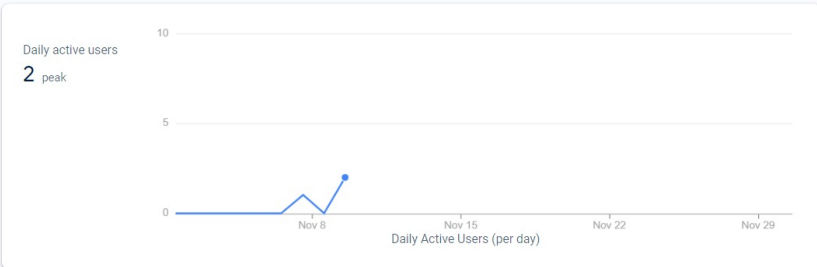 Daily active users
2 peak
10
5
0
Nov 8
Nov 15
Nov 22
Nov 29
Daily Active Users (per day)